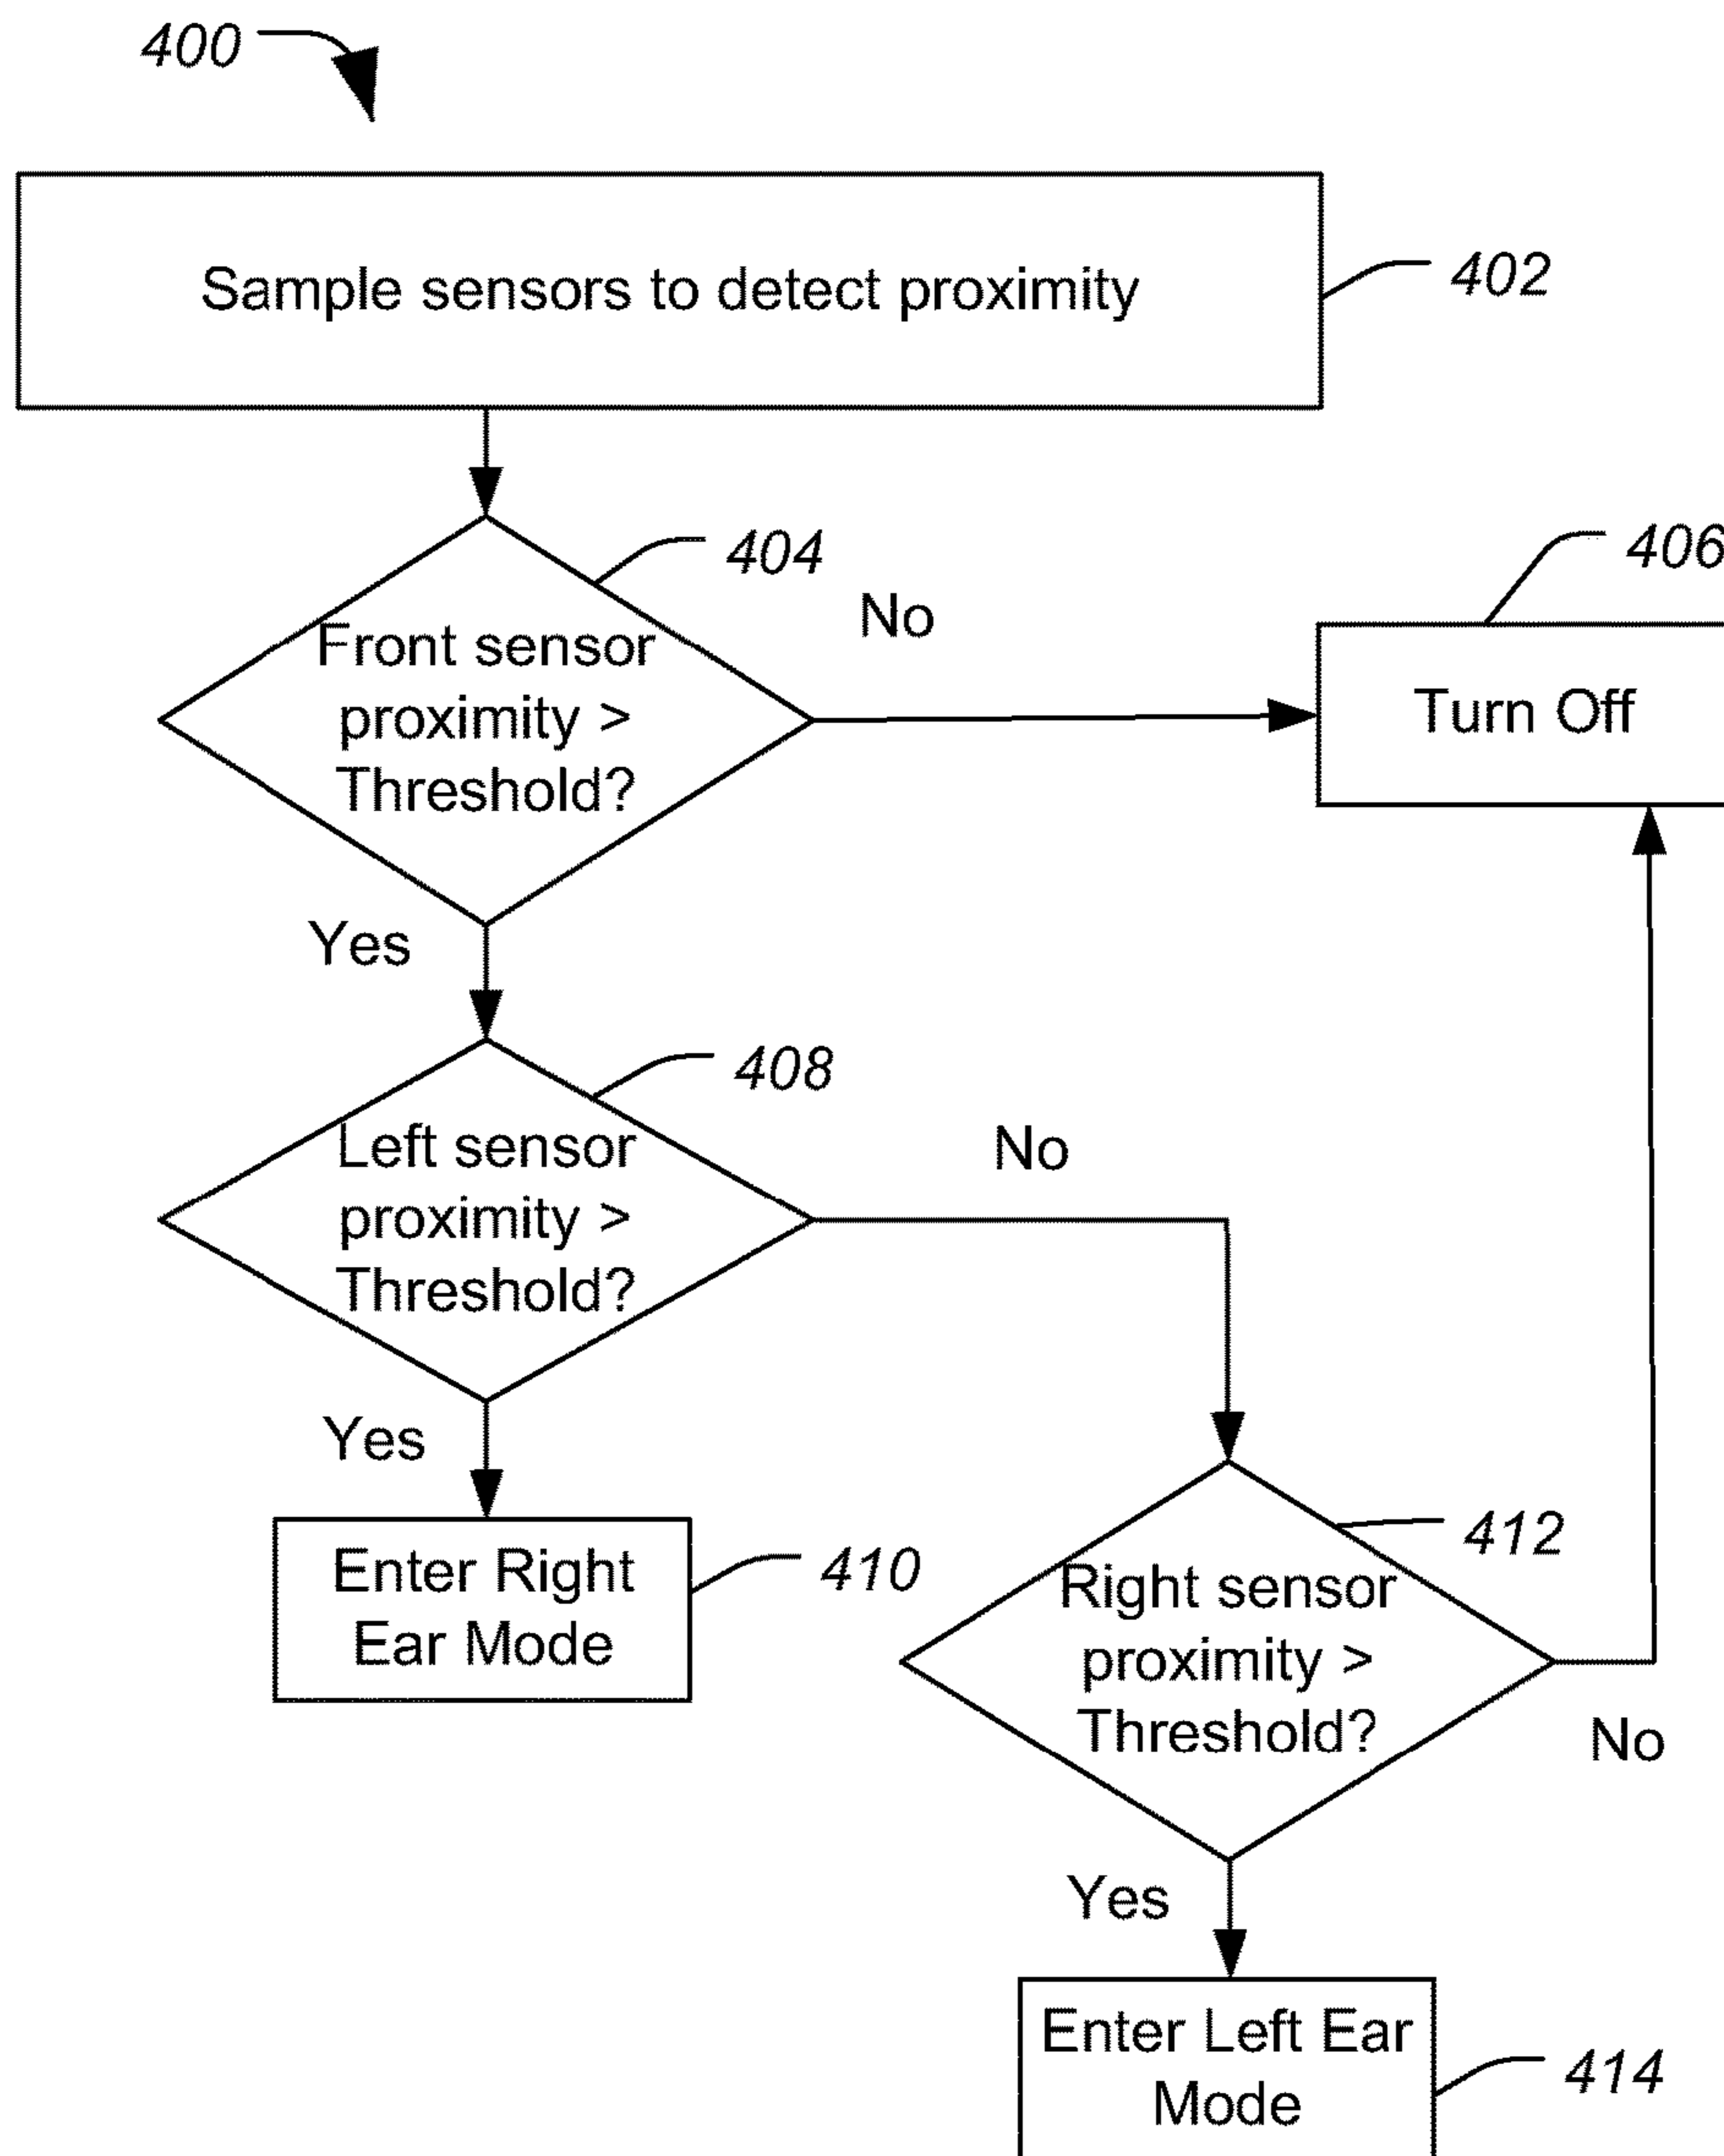 400
Sample sensors to detect proximity
402
404
No
406
Front sensor
proximity >
Threshold?
Turn Off
Yes
408
Left sensor
proximity >
Threshold?
No
Yes
Enter Right
Ear Mode
410
412
Right sensor
proximity >
Threshold?
No
Yes
Enter Left Ear
Mode
414